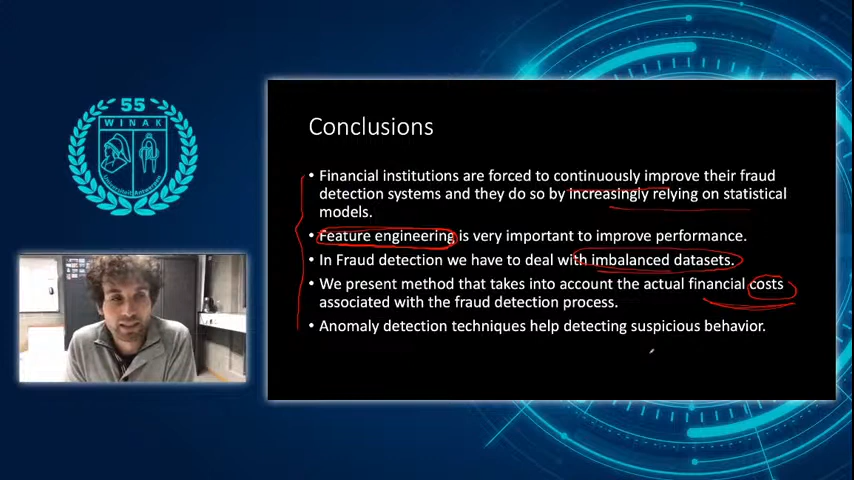 55
WINAK
Universiteit Antwerpen
Conclusions
• Financial institutions are forced to continuously improve their fraud
detection systems and they do so by increasingly relying on statistical
models.
• Feature engineering is very important to improve performance.
• In Fraud detection we have to deal with imbalanced datasets.
• We present method that takes into account the actual financial costs
associated with the fraud detection process.
• Anomaly detection techniques help detecting suspicious behavior.